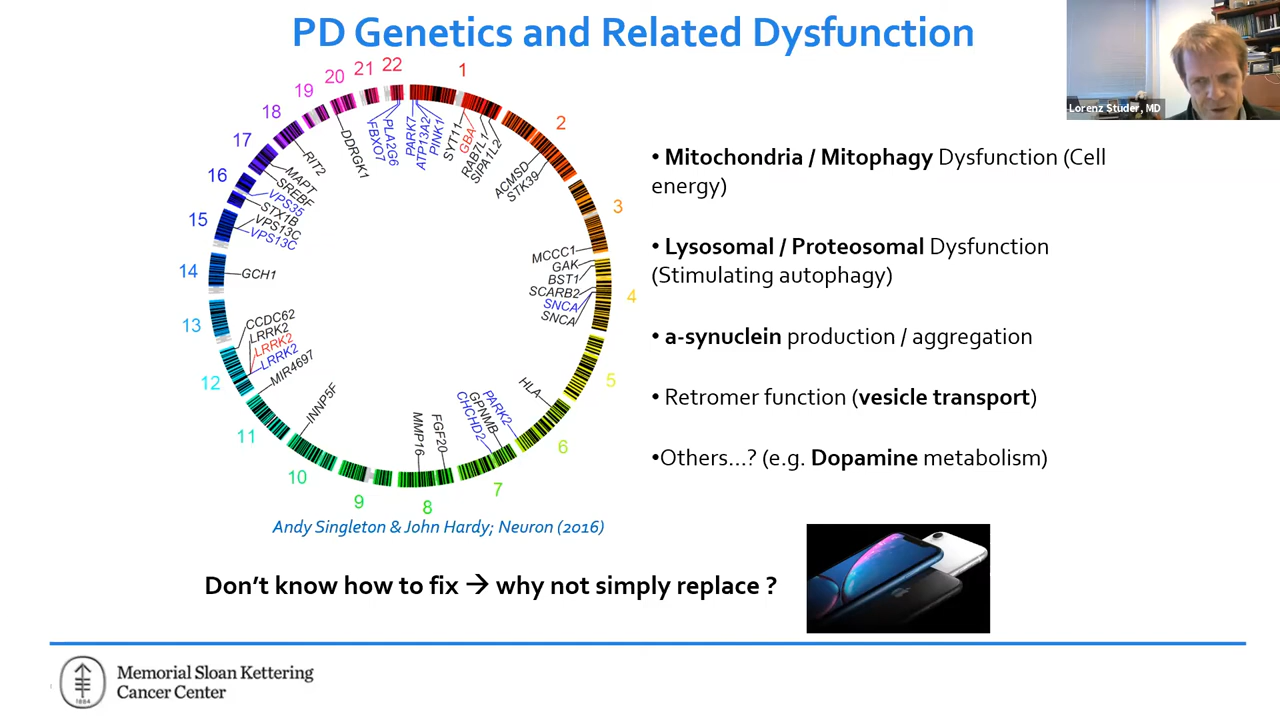 PD Genetics and Related Dysfunction
Lorenz Studer, MD
1
2
3
4
5
6
7
8
9
10
11
12
13
14
15
16
17
18
19
20
21
22
PARK7
ATP13A2
PINK1
SYT11
GBA
RAB7L1
SIPA1L2
ACMSD
STK39
MCCC1
GAK
BST1
SCARB2
SNCA
SNCA
HLA
PARK2
GPNMB
CHCHD2
FGF20
MMP16
INNP5F
MIR4697
LRRK2
LRRK2
LRRK2
CCDC62
GCH1
VPS13C
VPS13C
STX1B
VPS35
SREBF
MAPT
RIT2
DDRGK1
FBXO7
PLA2G6
Andy Singleton & John Hardy; Neuron (2016)
• Mitochondria / Mitophagy Dysfunction (Cell
energy)
• Lysosomal / Proteosomal Dysfunction
(Stimulating autophagy)
• a-synuclein production / aggregation
• Retromer function (vesicle transport)
•Others...? (e.g. Dopamine metabolism)
Don't know how to fix → why not simply replace ?
1884
Memorial Sloan Kettering
Cancer Center